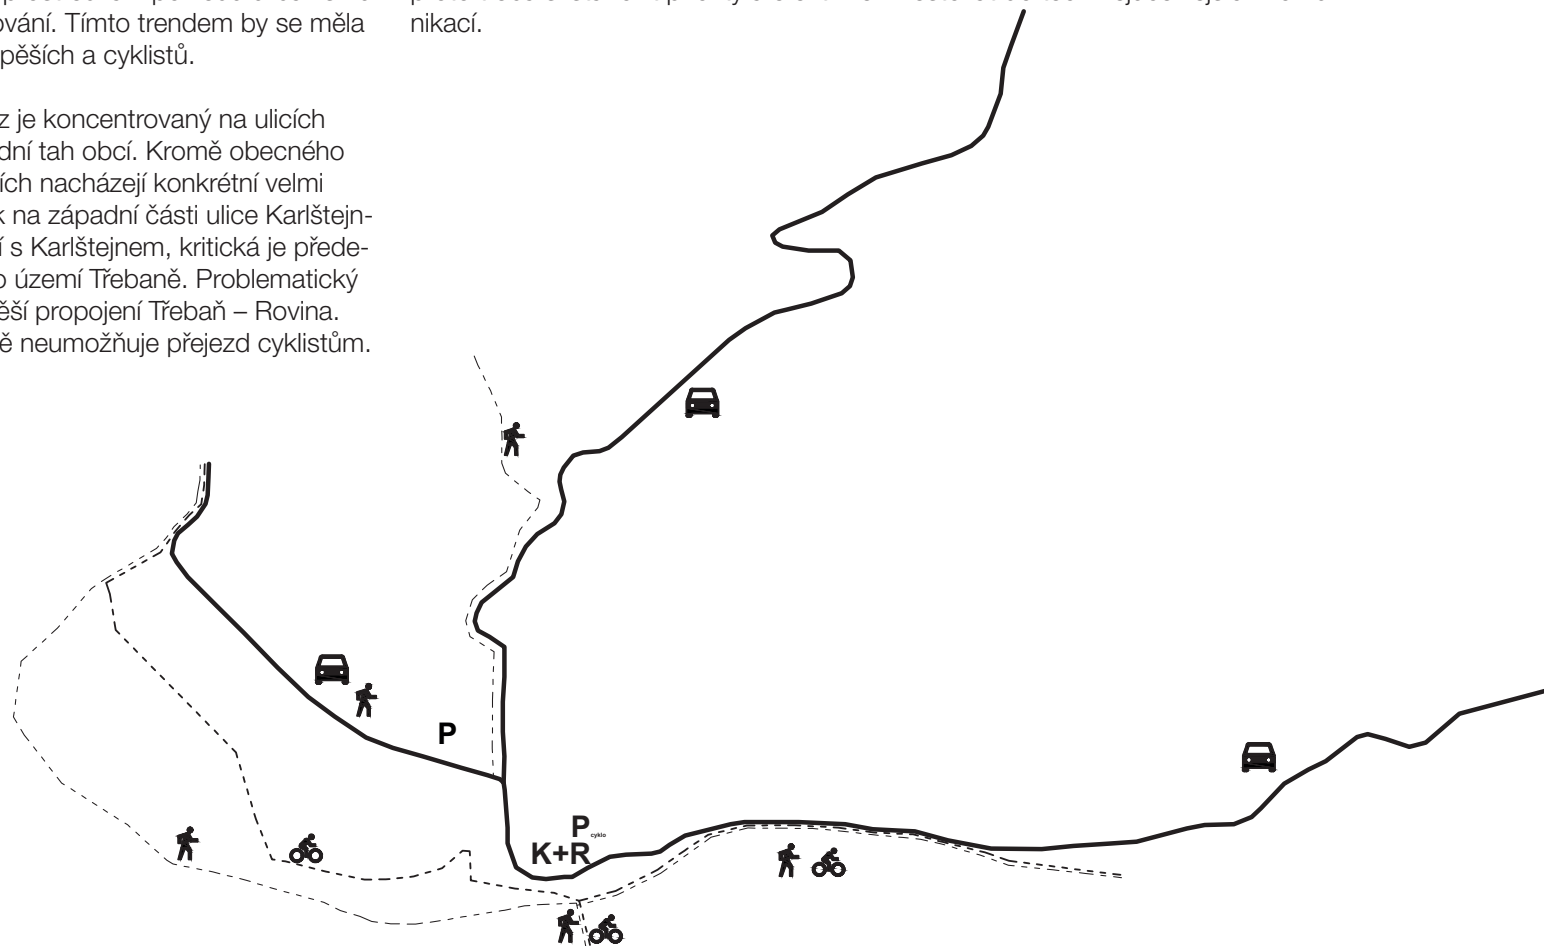 ování. Tímto trendem by se měla
pěších a cyklistů.
z je koncentrovaný na ulicích
dní tah obcí. Kromě obecného
ích nacházejí konkrétní velmi
k na západní části ulice Karlštejn-
í s Karlštejnem, kritická je přede-
o území Třebaně. Problematický
ěší propojení Třebaň – Rovina.
ě neumožňuje přejezd cyklistům.
nikací.
P
P cyklo
K+R